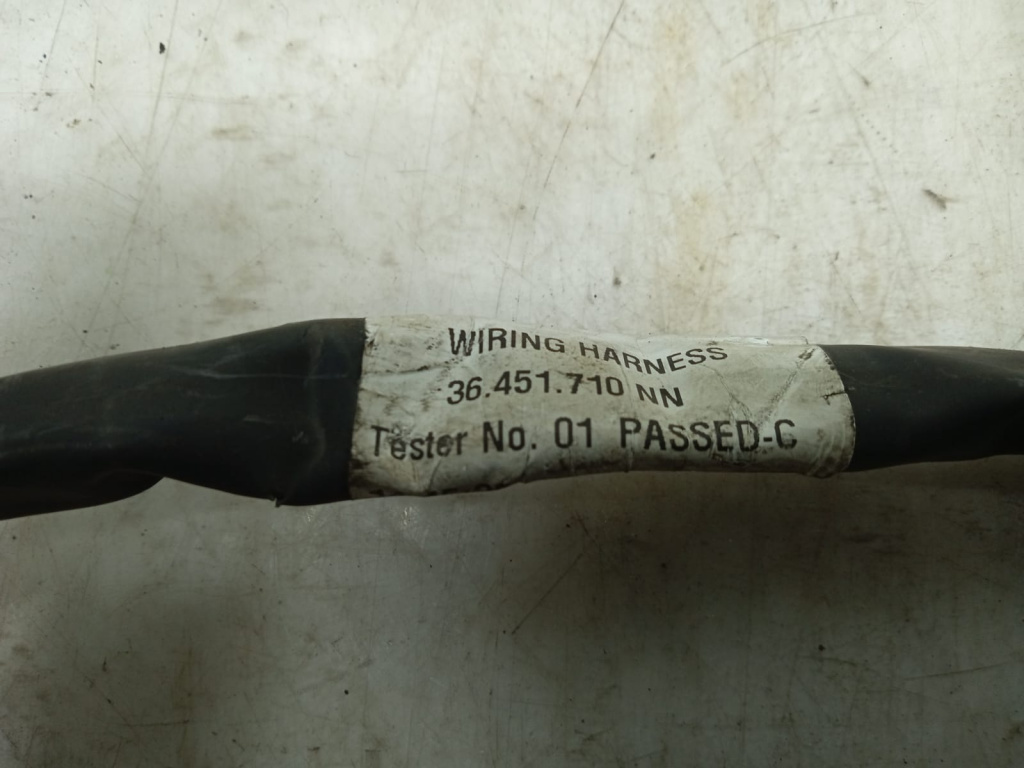 WIRING HARNESS
36.451.710 NN
Tester No. 01 PASSED-C